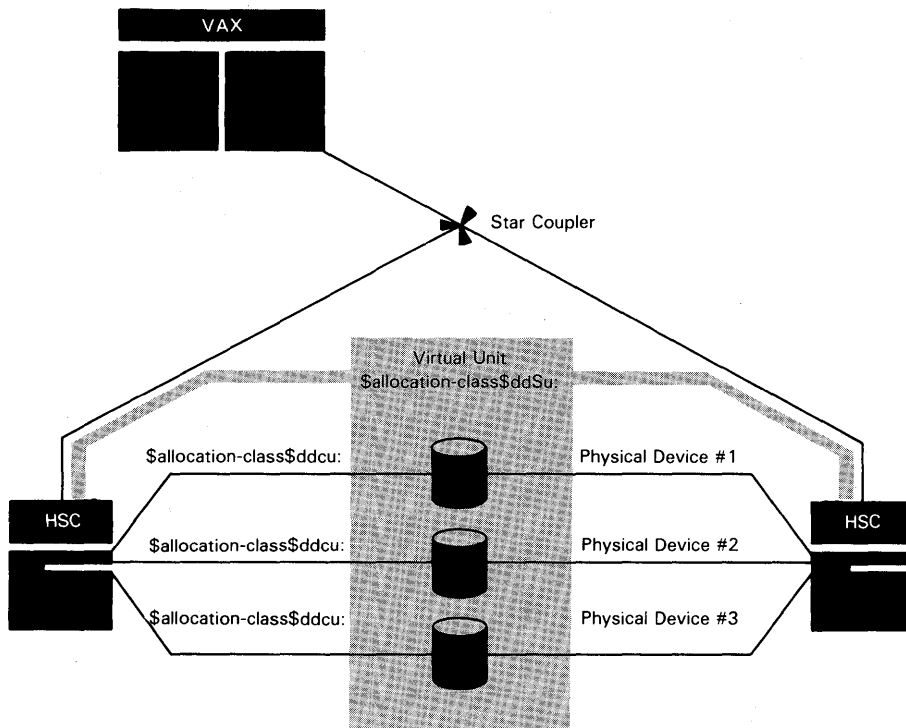 VAX
Star Coupler
Virtual Unit
$allocation-class$ddSu:
$allocation-class$ddcu:
Physical Device #1
HSC
HSC
$allocation-class$ddcu:
Physical Device #2
$allocation-class$ddcu:
Physical Device #3